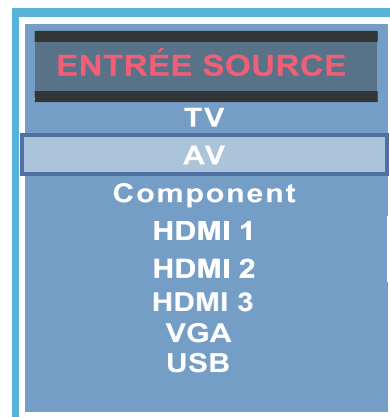 ENTRÉE SOURCE
TV
AV
Component
HDMI 1
HDMI 2
HDMI 3
VGA
USB